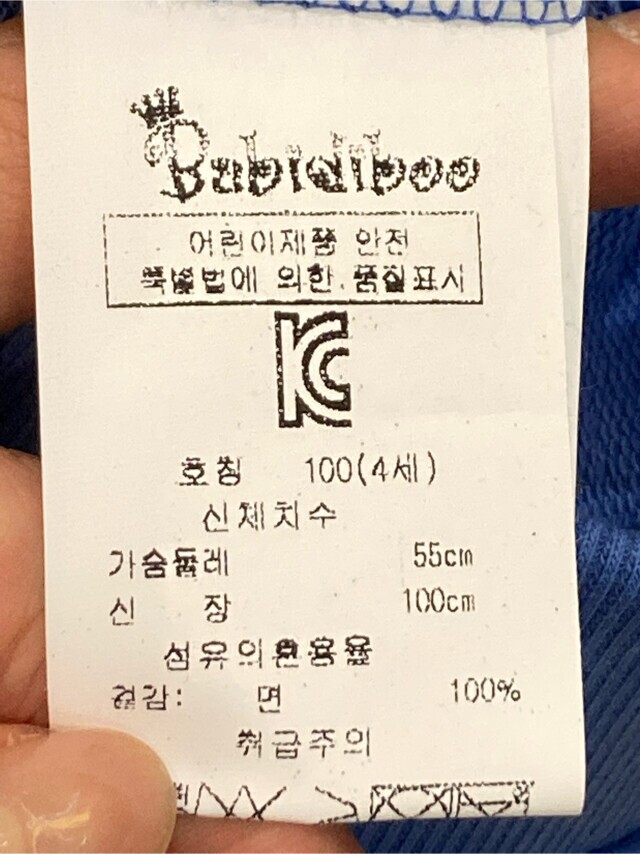 Babidiboo
어린이제품 안전
특별법에 의한 품질표시
KC
호칭 100(4세)
신체치수
가슴둘레 55cm
신 장 100cm
섬유의혼용율
겉감: 면 100%
취급주의